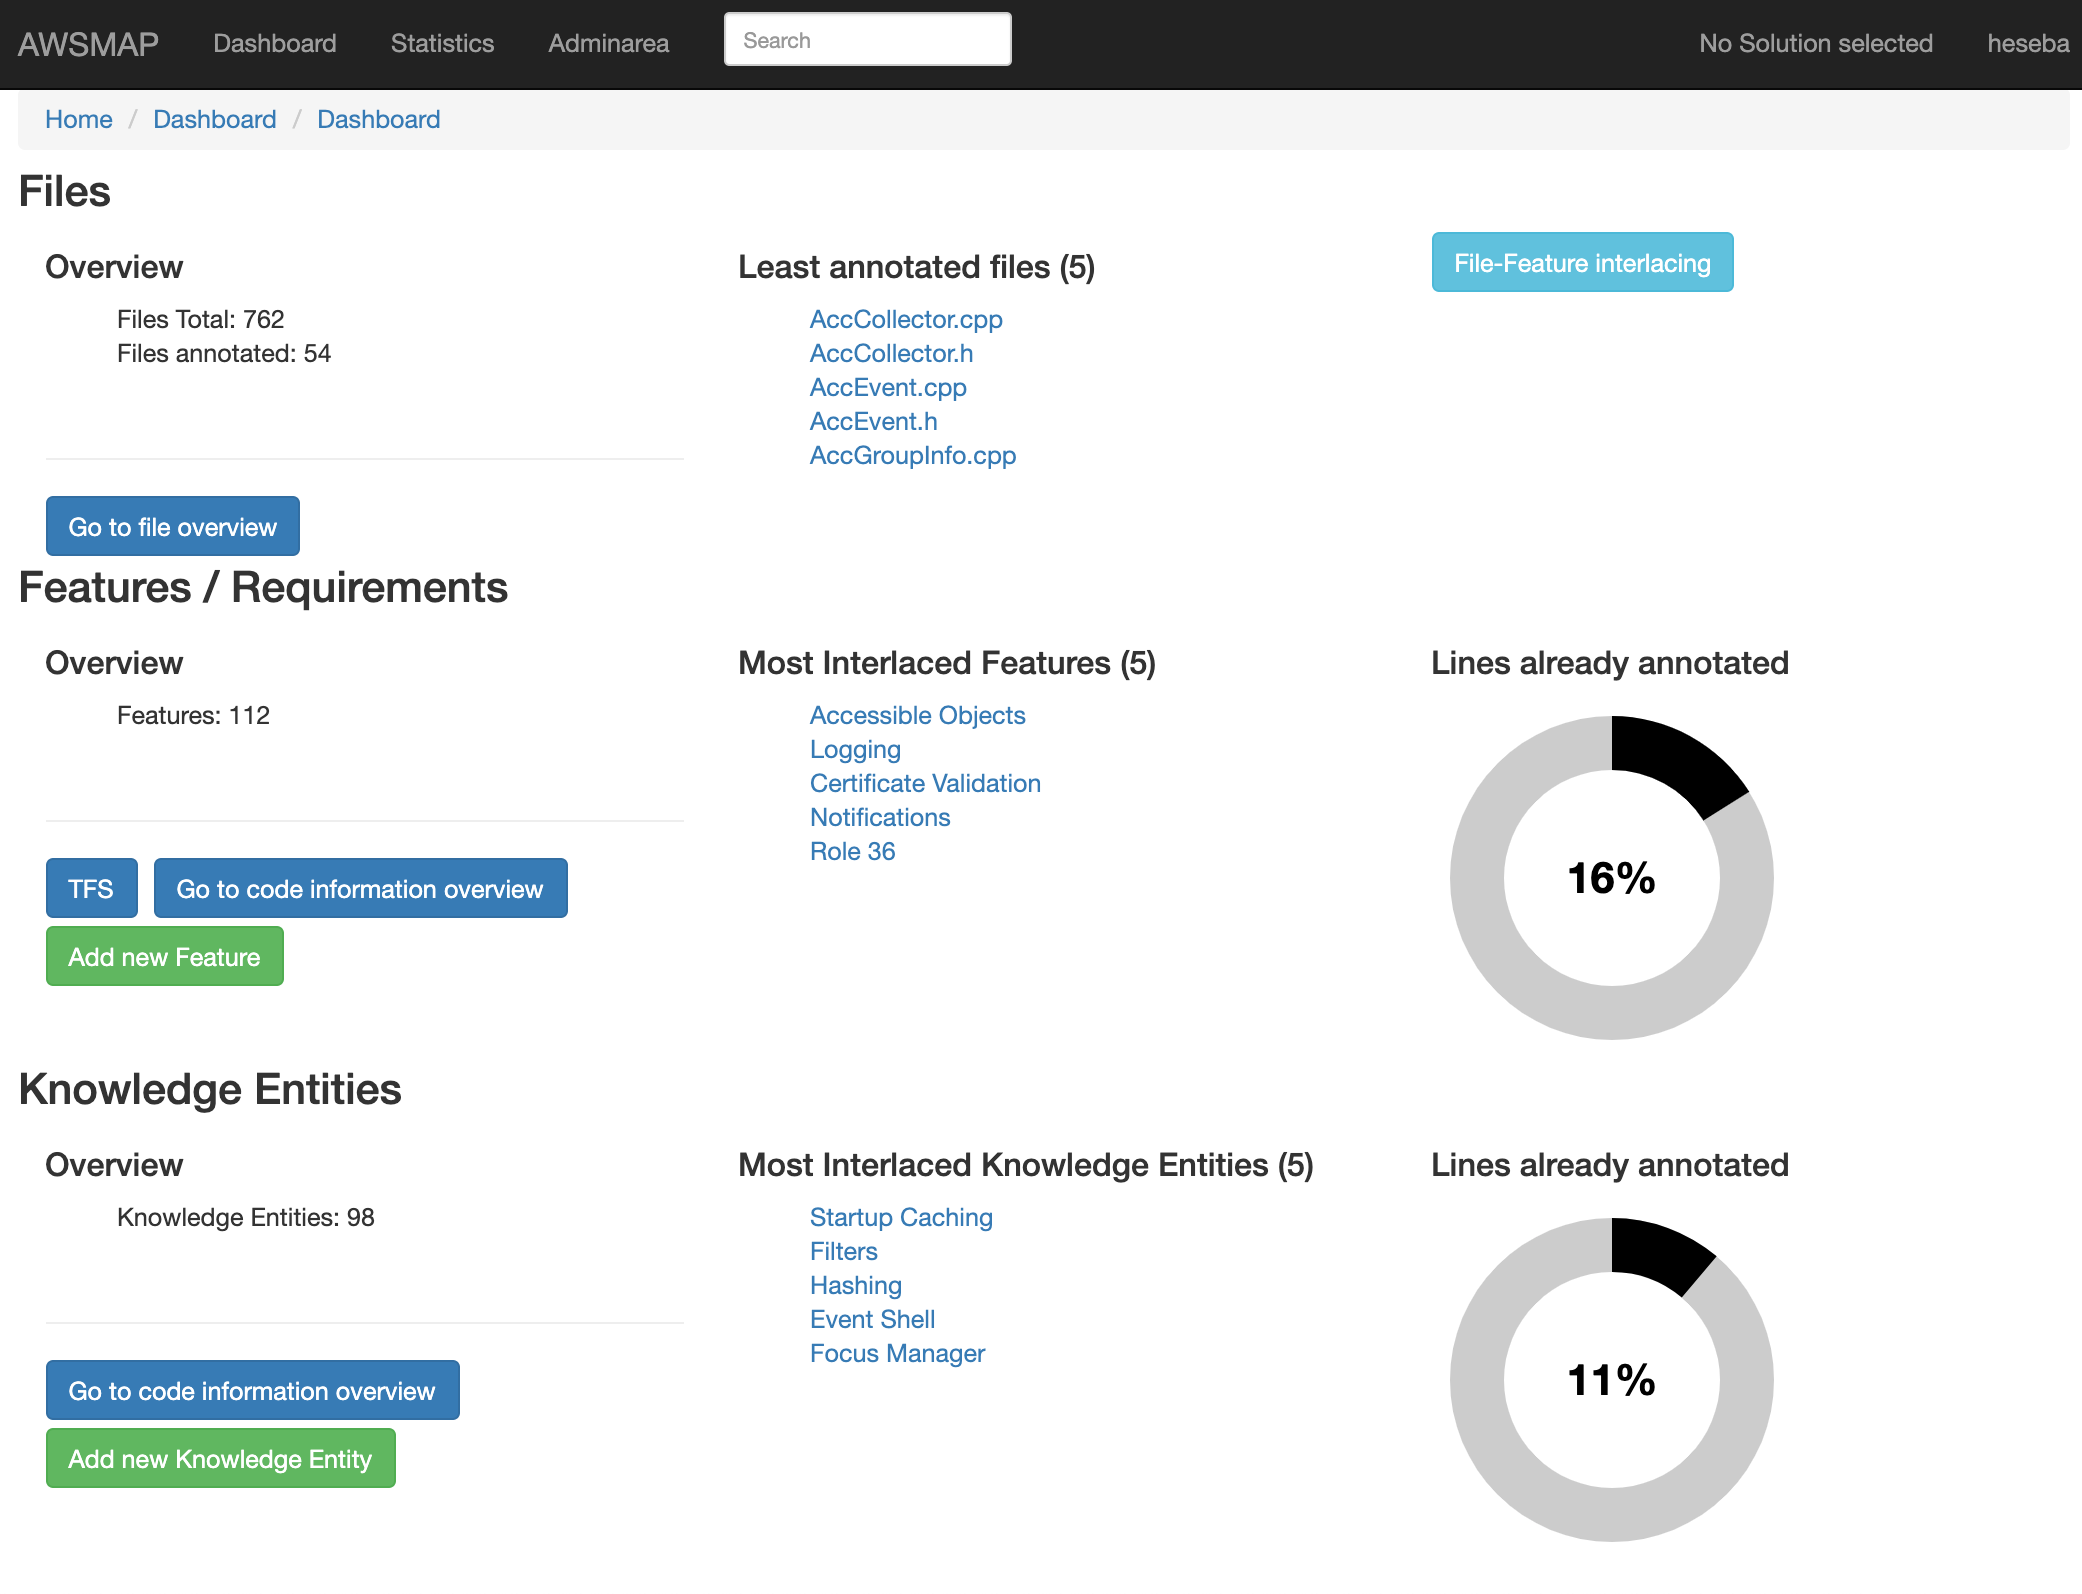 AWSMAP Dashboard Statistics Adminarea Search No Solution selected heseba
Home / Dashboard / Dashboard
Files
Overview
Files Total: 762
Files annotated: 54
Go to file overview
Least annotated files (5)
AccCollector.cpp
AccCollector.h
AccEvent.cpp
AccEvent.h
AccGroupInfo.cpp
File-Feature interlacing
Features / Requirements
Overview
Features: 112
TFS Go to code information overview
Add new Feature
Most Interlaced Features (5)
Accessible Objects
Logging
Certificate Validation
Notifications
Role 36
Lines already annotated
16%
Knowledge Entities
Overview
Knowledge Entities: 98
Go to code information overview
Add new Knowledge Entity
Most Interlaced Knowledge Entities (5)
Startup Caching
Filters
Hashing
Event Shell
Focus Manager
Lines already annotated
11%